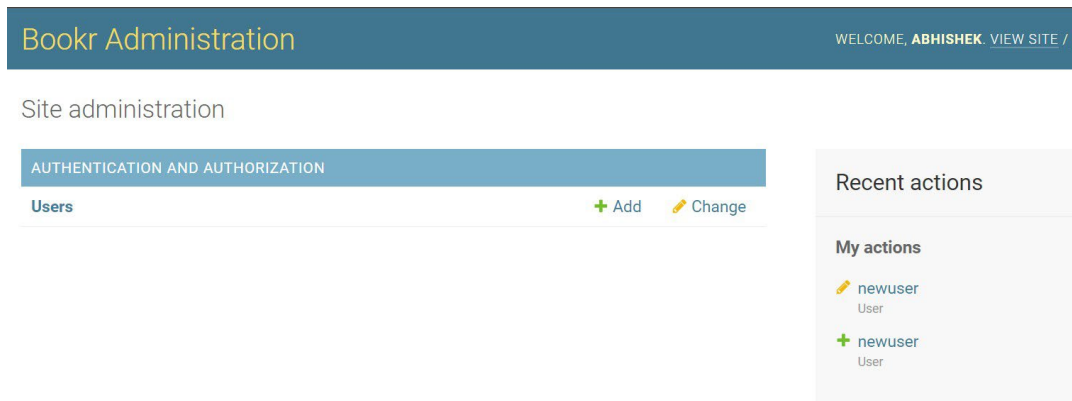 Bookr Administration
WELCOME, ABHISHEK. VIEW SITE /
Site administration
AUTHENTICATION AND AUTHORIZATION
Users
Add
Change
Recent actions
My actions
newuser
User
newuser
User